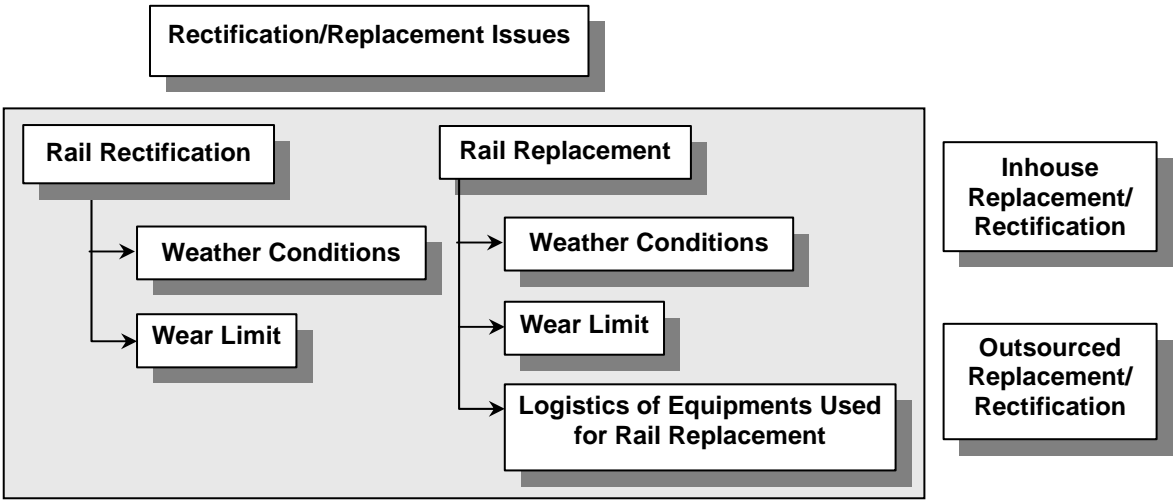 Rectification/Replacement Issues
Rail Rectification
Weather Conditions
Wear Limit
Rail Replacement
Weather Conditions
Wear Limit
Logistics of Equipments Used
for Rail Replacement
Inhouse
Replacement/
Rectification
Outsourced
Replacement/
Rectification